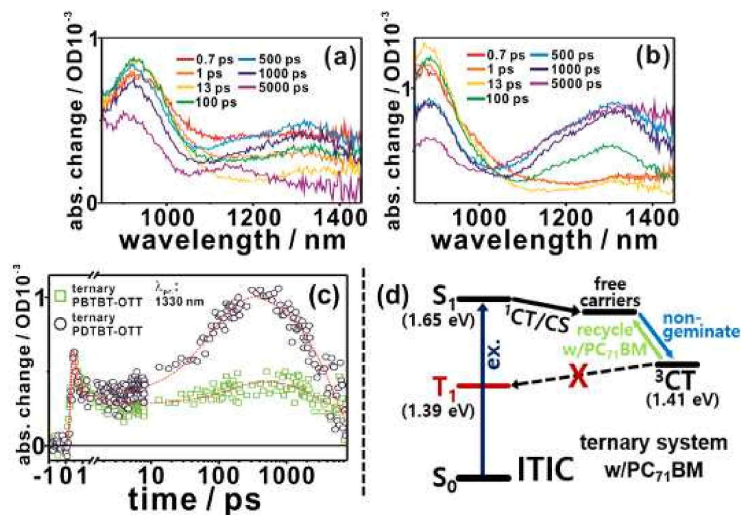 abs. change / OD10⁻³
1
0
(a)
0.7 ps
1 ps
13 ps
100 ps
500 ps
1000 ps
5000 ps
1000 1200 1400
wavelength / nm
abs. change / OD10⁻³
1
0
(b)
0.7 ps
1 ps
13 ps
100 ps
500 ps
1000 ps
5000 ps
1000 1200 1400
wavelength / nm
abs. change / OD10⁻³
1
0
ternary
PBTBT-OTT
ternary
PDTBT-OTT
λpr.:
1330 nm
(c)
-1 0 1 10 100 1000
time / ps
(d)
S₁
(1.65 eV)
¹CT/CS
free
carriers
non-
geminate
recycle
w/PC₇₁BM
ex.
³CT
(1.41 eV)
X
T₁
(1.39 eV)
ternary system
w/PC₇₁BM
S₀
ITIC